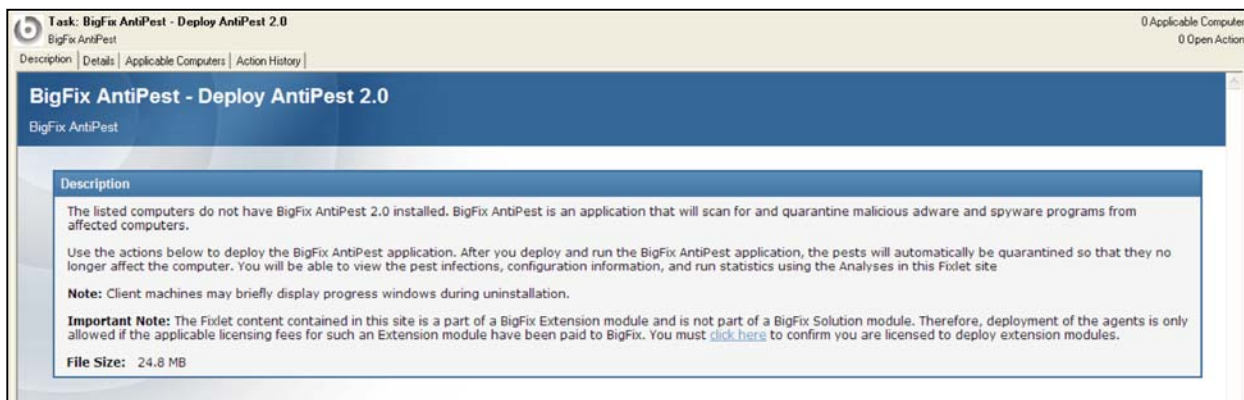 Task: BigFix AntiPest - Deploy AntiPest 2.0
0 Applicable Computer
BigFix AntiPest
0 Open Action
Description Details Applicable Computers Action History
BigFix AntiPest - Deploy AntiPest 2.0
BigFix AntiPest
Description
The listed computers do not have BigFix AntiPest 2.0 installed. BigFix AntiPest is an application that will scan for and quarantine malicious adware and spyware programs from
affected computers.
Use the actions below to deploy the BigFix AntiPest application. After you deploy and run the BigFix AntiPest application, the pests will automatically be quarantined so that they no
longer affect the computer. You will be able to view the pest infections, configuration information, and run statistics using the Analyses in this Fixlet site
Note: Client machines may briefly display progress windows during uninstallation.
Important Note: The Fixlet content contained in this site is a part of a BigFix Extension module and is not part of a BigFix Solution module. Therefore, deployment of the agents is only
allowed if the applicable licensing fees for such an Extension module have been paid to BigFix. You must click here to confirm you are licensed to deploy extension modules.
File Size: 24.8 MB